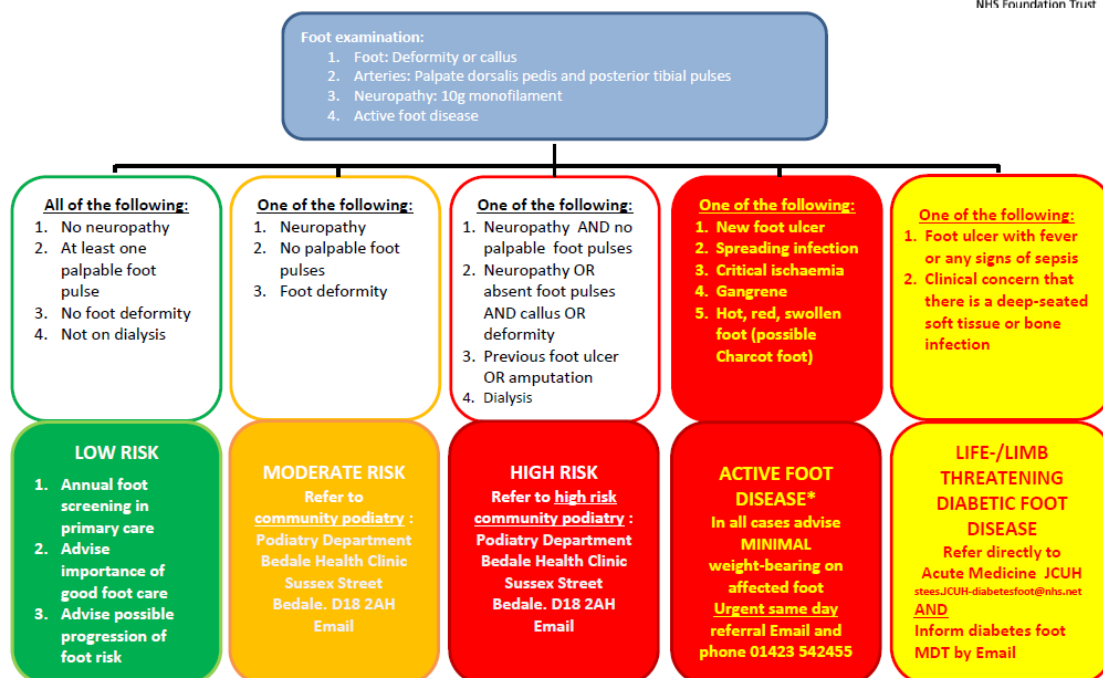 NHS Foundation Trust
Foot examination:
1. Foot: Deformity or callus
2. Arteries: Palpate dorsalis pedis and posterior tibial pulses
3. Neuropathy: 10g monofilament
4. Active foot disease
All of the following:
1. No neuropathy
2. At least one
palpable foot
pulse
3. No foot deformity
4. Not on dialysis
One of the following:
1. Neuropathy
2. No palpable foot
pulses
3. Foot deformity
One of the following:
1. Neuropathy AND no
palpable foot pulses
2. Neuropathy OR
absent foot pulses
AND callus OR
deformity
3. Previous foot ulcer
OR amputation
4. Dialysis
One of the following:
1. New foot ulcer
2. Spreading infection
3. Critical ischaemia
4. Gangrene
5. Hot, red, swollen
foot (possible
Charcot foot)
One of the following:
1. Foot ulcer with fever
or any signs of sepsis
2. Clinical concern that
there is a deep-seated
soft tissue or bone
infection
LOW RISK
1. Annual foot
screening in
primary care
2. Advise
importance of
good foot care
3. Advise possible
progression of
foot risk
MODERATE RISK
Refer to
community podiatry :
Podiatry Department
Bedale Health Clinic
Sussex Street
Bedale. D18 2AH
Email
HIGH RISK
Refer to high risk
community podiatry :
Podiatry Department
Bedale Health Clinic
Sussex Street
Bedale. D18 2AH
Email
ACTIVE FOOT
DISEASE*
In all cases advise
MINIMAL
weight-bearing on
affected foot
Urgent same day
referral Email and
phone 01423 542455
LIFE-/LIMB
THREATENING
DIABETIC FOOT
DISEASE
Refer directly to
Acute Medicine JCUH
stees.JCUH-diabetesfoot@nhs.net
AND
Inform diabetes foot
MDT by Email